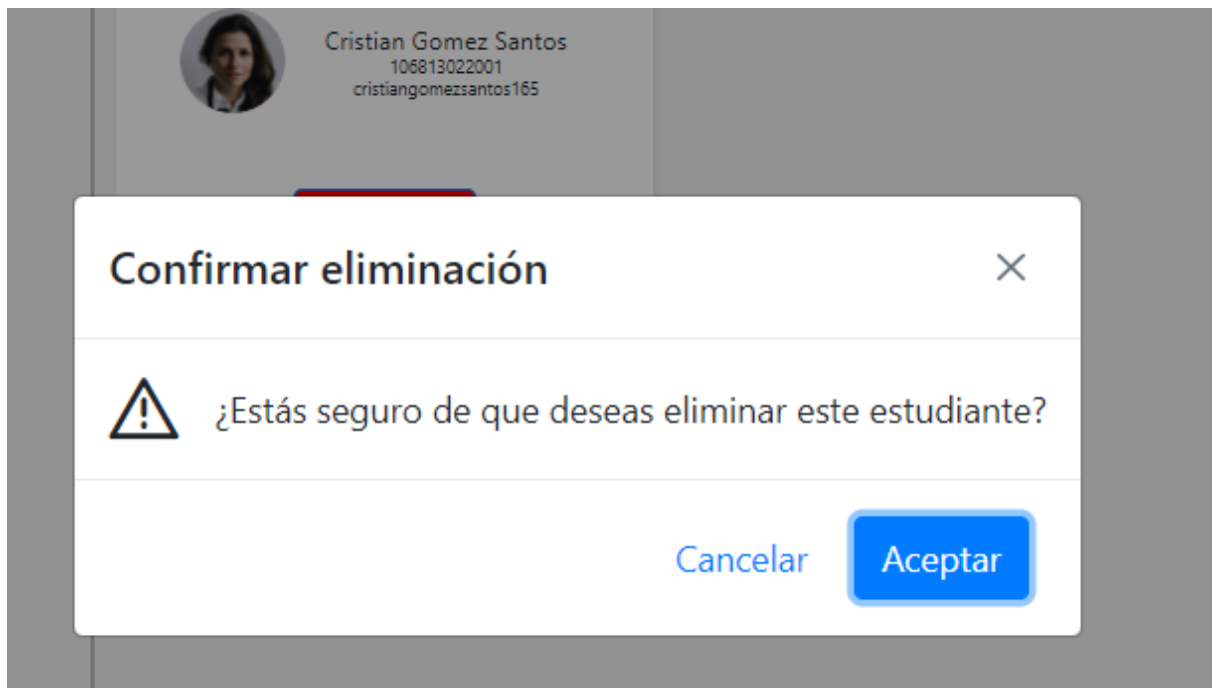 Cristian Gomez Santos
106813022001
cristiangomezsantos165
Confirmar eliminación
¿Estás seguro de que deseas eliminar este estudiante?
Cancelar
Aceptar